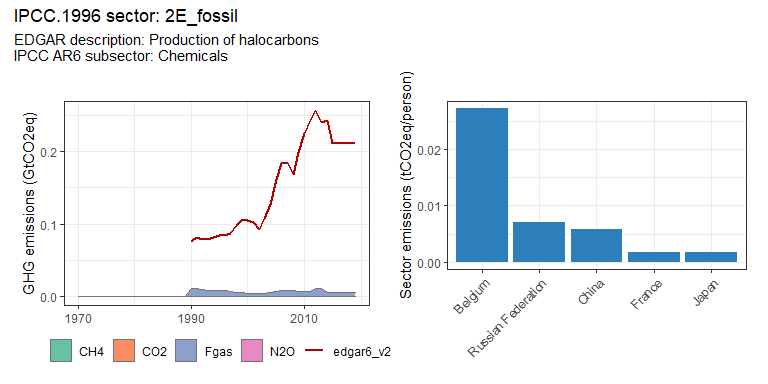 IPCC.1996 sector: 2E_fossil
EDGAR description: Production of halocarbons
IPCC AR6 subsector: Chemicals
GHG emissions (GtCO2eq)
0.2
0.1
0.0
1970
1990
2010
CH4
CO2
Fgas
N2O
edgar6_v2
Sector emissions (tCO2eq/person)
0.02
0.01
0.00
Belgium
Russian Federation
China
France
Japan